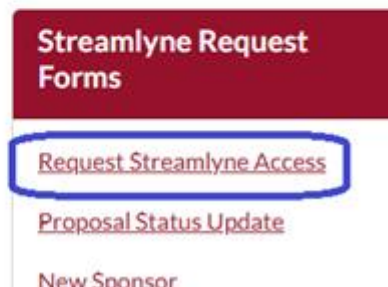 Streamlyne Request
Forms
Request Streamlyne Access
Proposal Status Update
New Sponsor